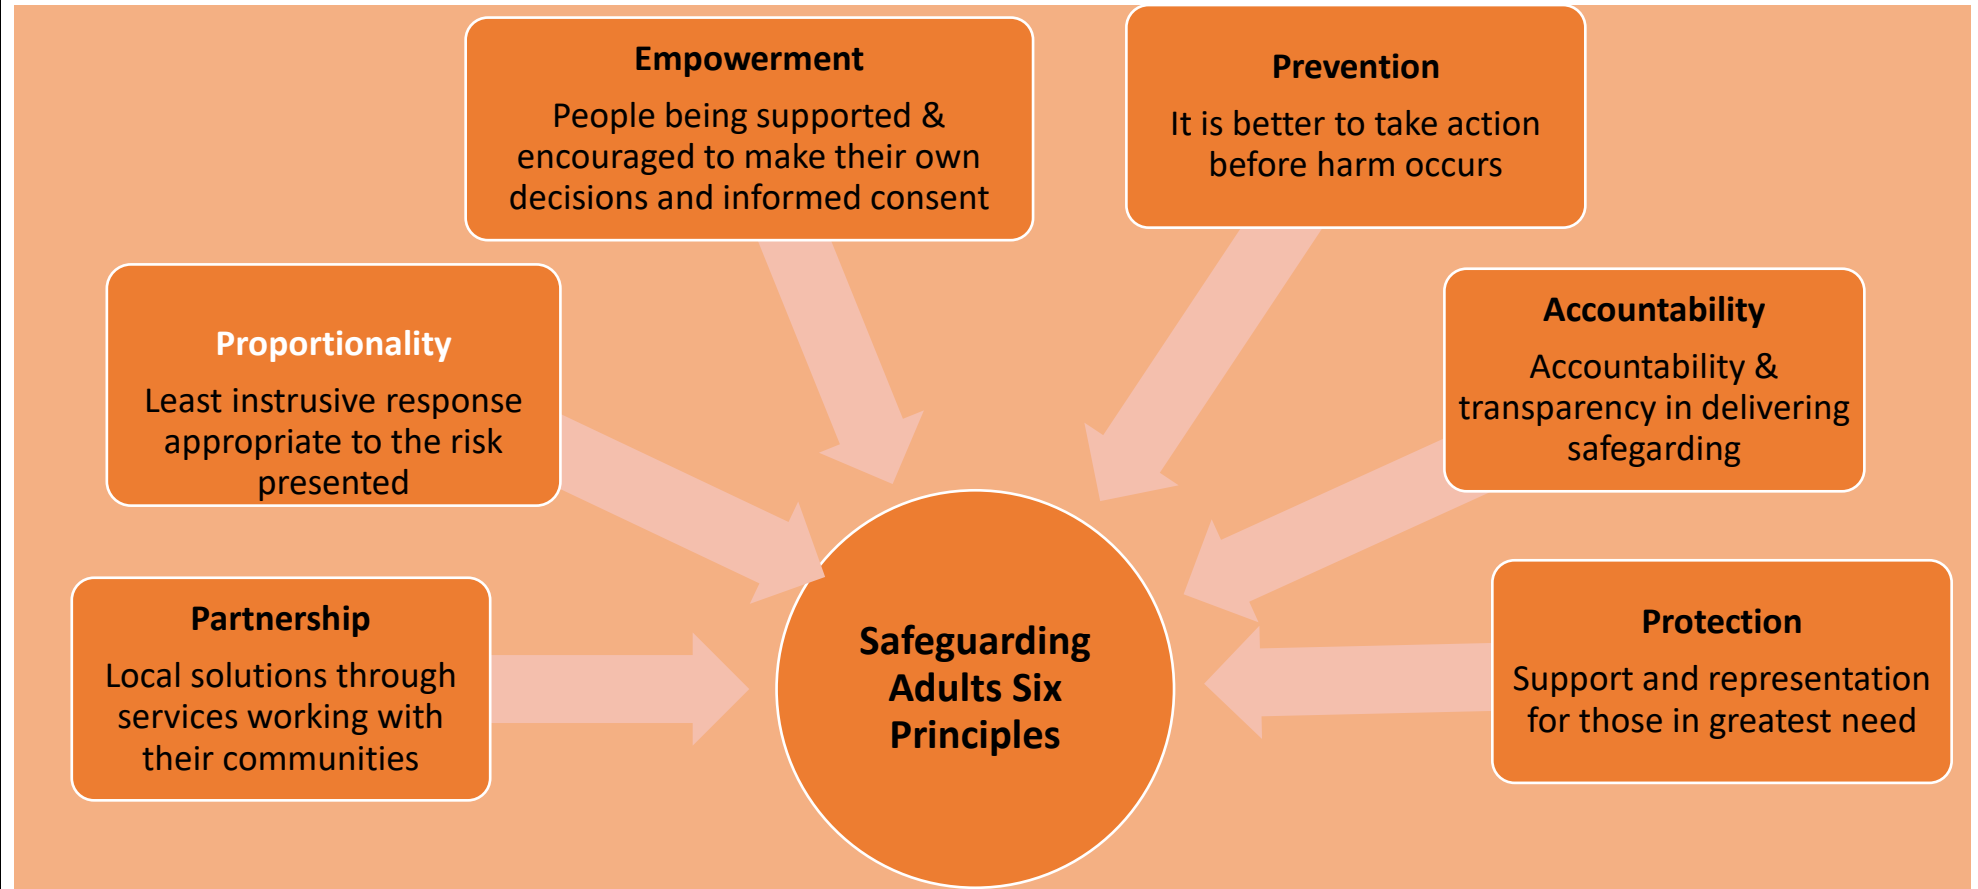 Empowerment
People being supported &
encouraged to make their own
decisions and informed consent
Prevention
It is better to take action
before harm occurs
Proportionality
Least instrusive response
appropriate to the risk
presented
Accountability
Accountability &
transparency in delivering
safegarding
Partnership
Local solutions through
services working with
their communities
Safeguarding
Adults Six
Principles
Protection
Support and representation
for those in greatest need